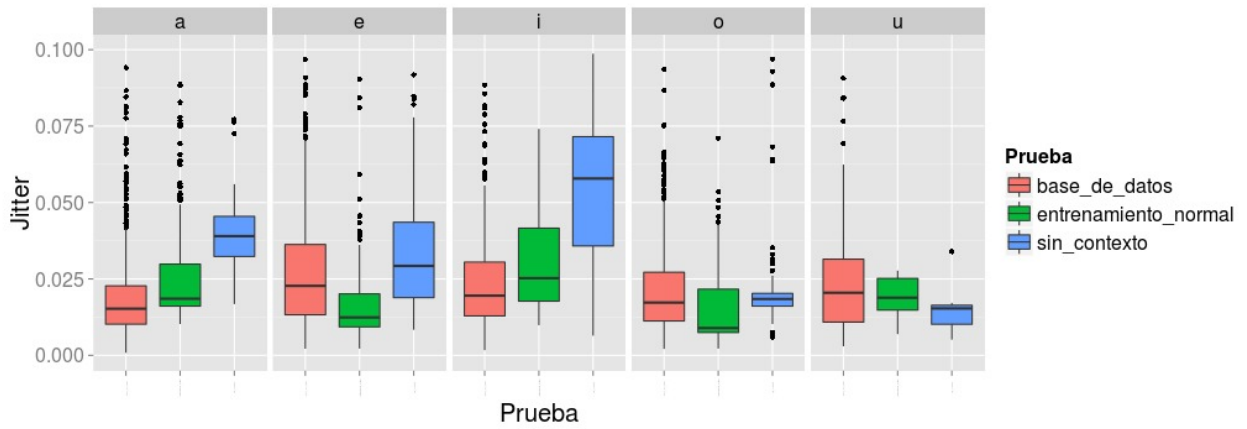 a e i o u
0.100
0.075
0.050
0.025
0.000
Jitter
Prueba
Prueba
base_de_datos
entrenamiento_normal
sin_contexto